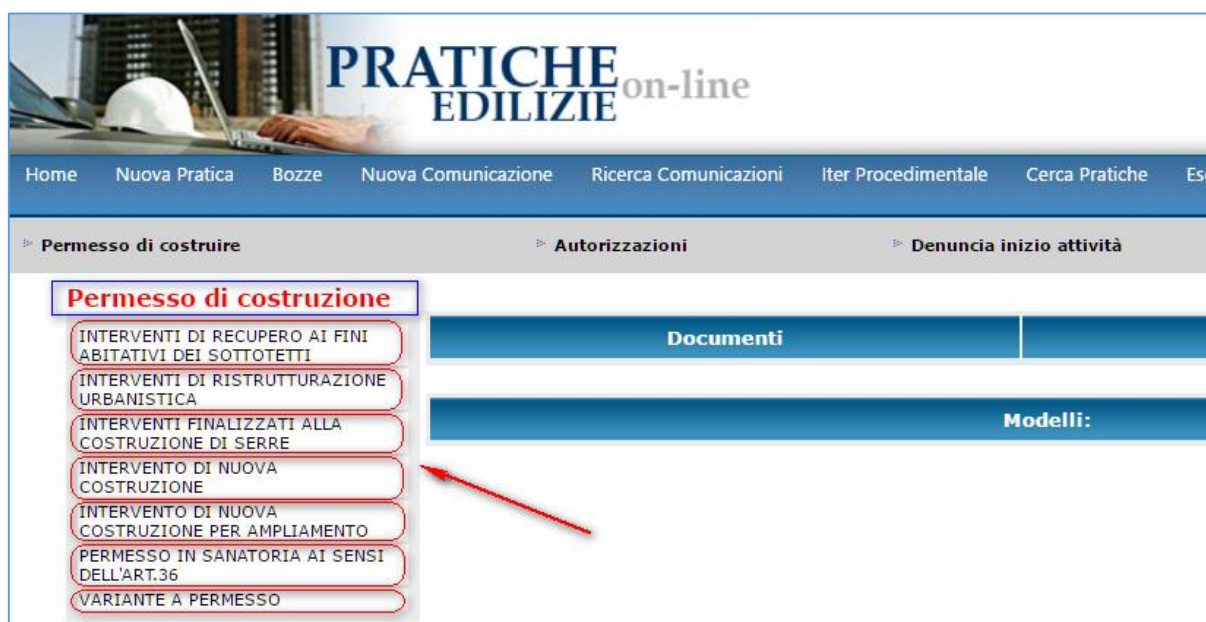 PRATICHE
EDILIZIE on-line
Home Nuova Pratica Bozze Nuova Comunicazione Ricerca Comunicazioni Iter Procedimentale Cerca Pratiche
Permesso di costruire Autorizzazioni Denuncia inizio attività
Permesso di costruzione
INTERVENTI DI RECUPERO AI FINI
ABITATIVI DEI SOTTOTETTI
INTERVENTI DI RISTRUTTURAZIONE
URBANISTICA
INTERVENTI FINALIZZATI ALLA
COSTRUZIONE DI SERRE
INTERVENTO DI NUOVA
COSTRUZIONE
INTERVENTO DI NUOVA
COSTRUZIONE PER AMPLIAMENTO
PERMESSO IN SANATORIA AI SENSI
DELL'ART.36
VARIANTE A PERMESSO
Documenti
Modelli: